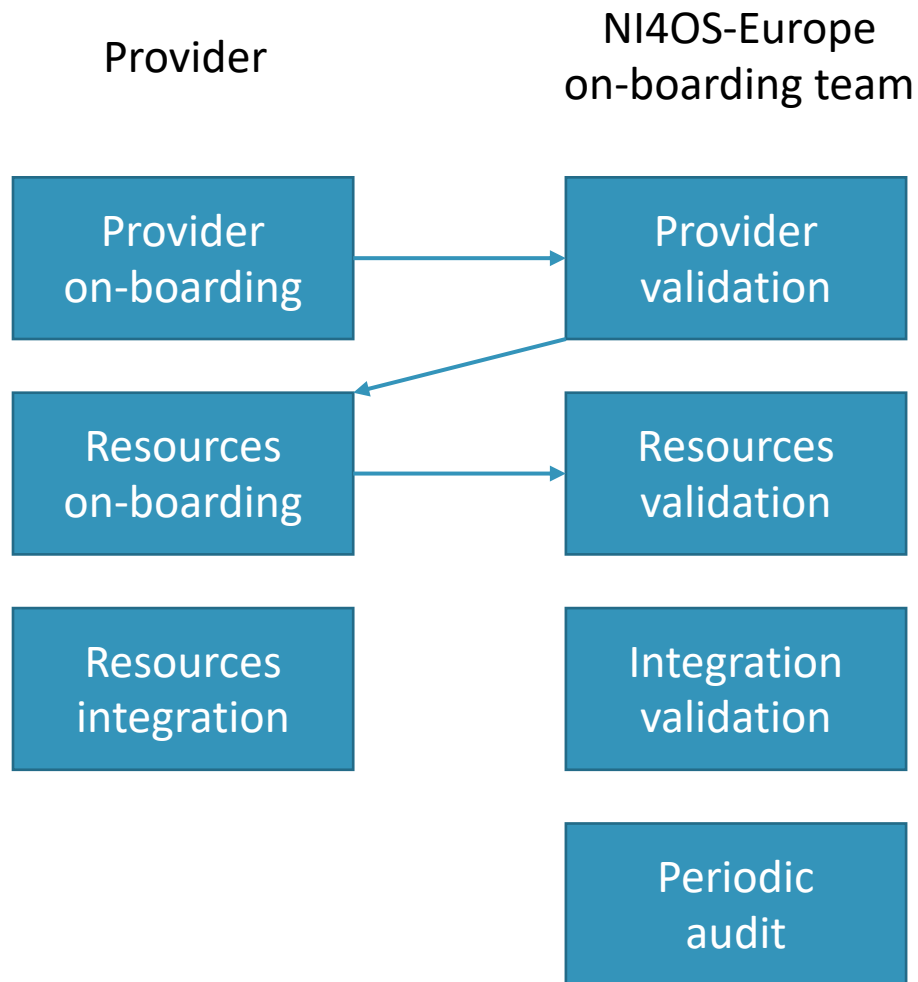 Provider
NI4OS-Europe
on-boarding team
Provider
on-boarding
Provider
validation
Resources
on-boarding
Resources
validation
Resources
integration
Integration
validation
Periodic
audit